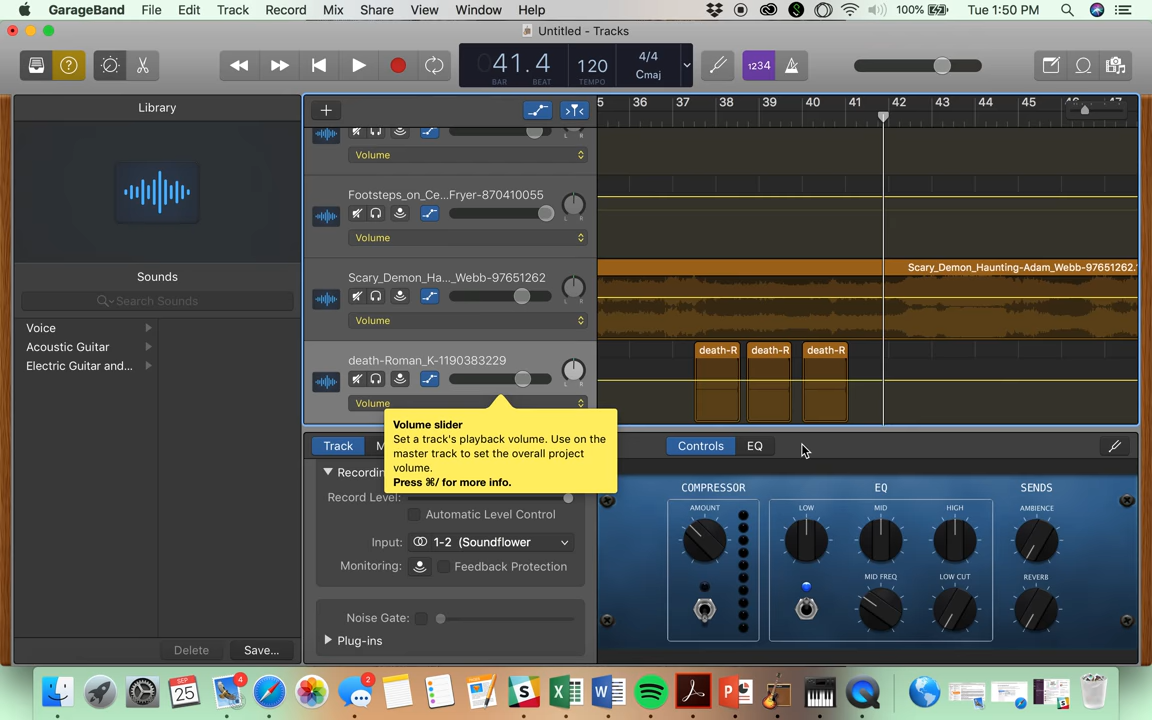 GarageBand File Edit Track Record Mix Share View Window Help 100% Tue 1:50 PM
Untitled - Tracks
41.4 120 4/4 Cmaj
BAR BEAT TEMPO
1234
Library
5 36 37 38 39 40 41 42 43 44 45
Volume
L R
Footsteps_on_Ce...Fryer-870410055
L R
Volume
Sounds
Search Sounds
Scary_Demon_Ha..._Webb-97651262
L R
Volume
Scary_Demon_Haunting-Adam_Webb-97651262.
Voice
Acoustic Guitar
Electric Guitar and...
death-Roman_K-1190383229
L R
Volume
death-R death-R death-R
Volume slider
Set a track's playback volume. Use on the
master track to set the overall project
volume.
Press ⌘/ for more info.
Track M Controls EQ
Recordin
Record Level:
Automatic Level Control
Input: 1-2 (Soundflower
Monitoring: Feedback Protection
Noise Gate:
Plug-ins
COMPRESSOR EQ SENDS
AMOUNT LOW MID HIGH AMBIENCE
MID FREQ LOW CUT REVERB
Delete Save...
SEP
25
4
2